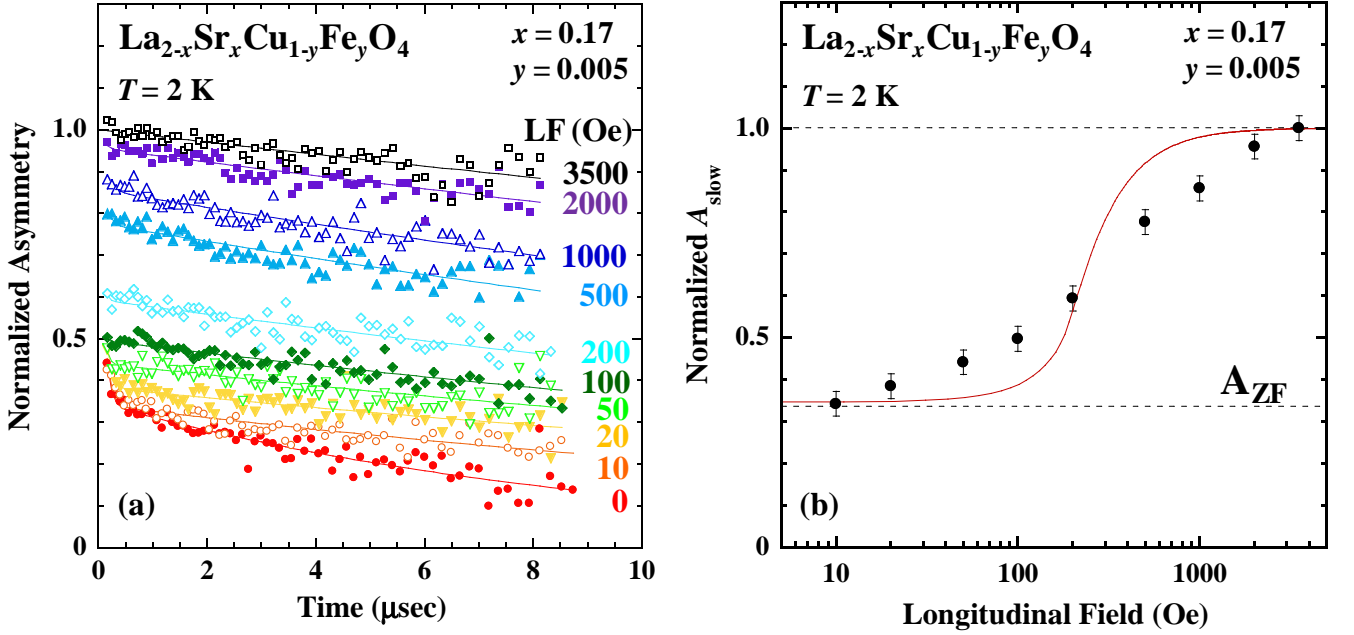 La2-xSrxCu1-yFeyO4
x = 0.17
y = 0.005
T = 2 K
LF (Oe)
3500
2000
1000
500
200
100
50
20
10
0
(a)
1.0
0.5
0
0 2 4 6 8 10
Time (μsec)
Normalized Asymmetry
La2-xSrxCu1-yFeyO4
x = 0.17
y = 0.005
T = 2 K
AZF
(b)
1.0
0.5
0
10 100 1000
Longitudinal Field (Oe)
Normalized Aslow